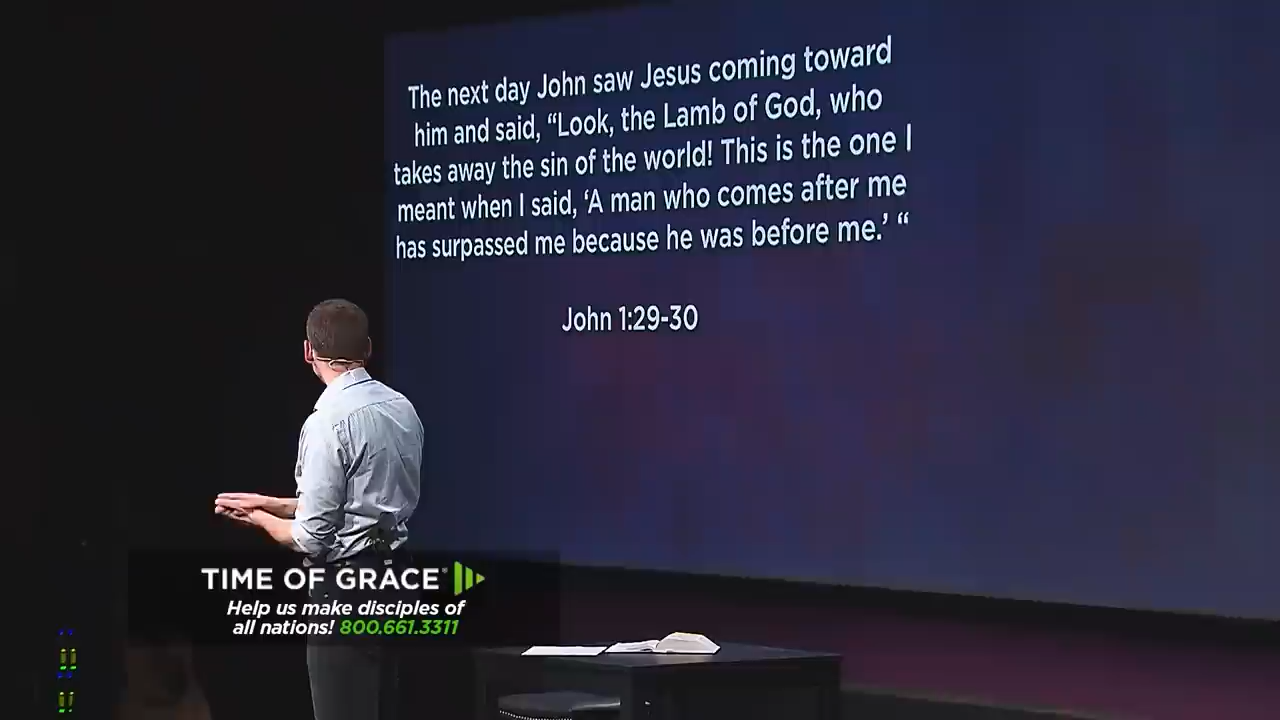 The next day John saw Jesus coming toward
him and said, “Look, the Lamb of God, who
takes away the sin of the world! This is the one I
meant when I said, ‘A man who comes after me
has surpassed me because he was before me.’ “
John 1:29-30
TIME OF GRACE®
Help us make disciples of
all nations! 800.661.3311